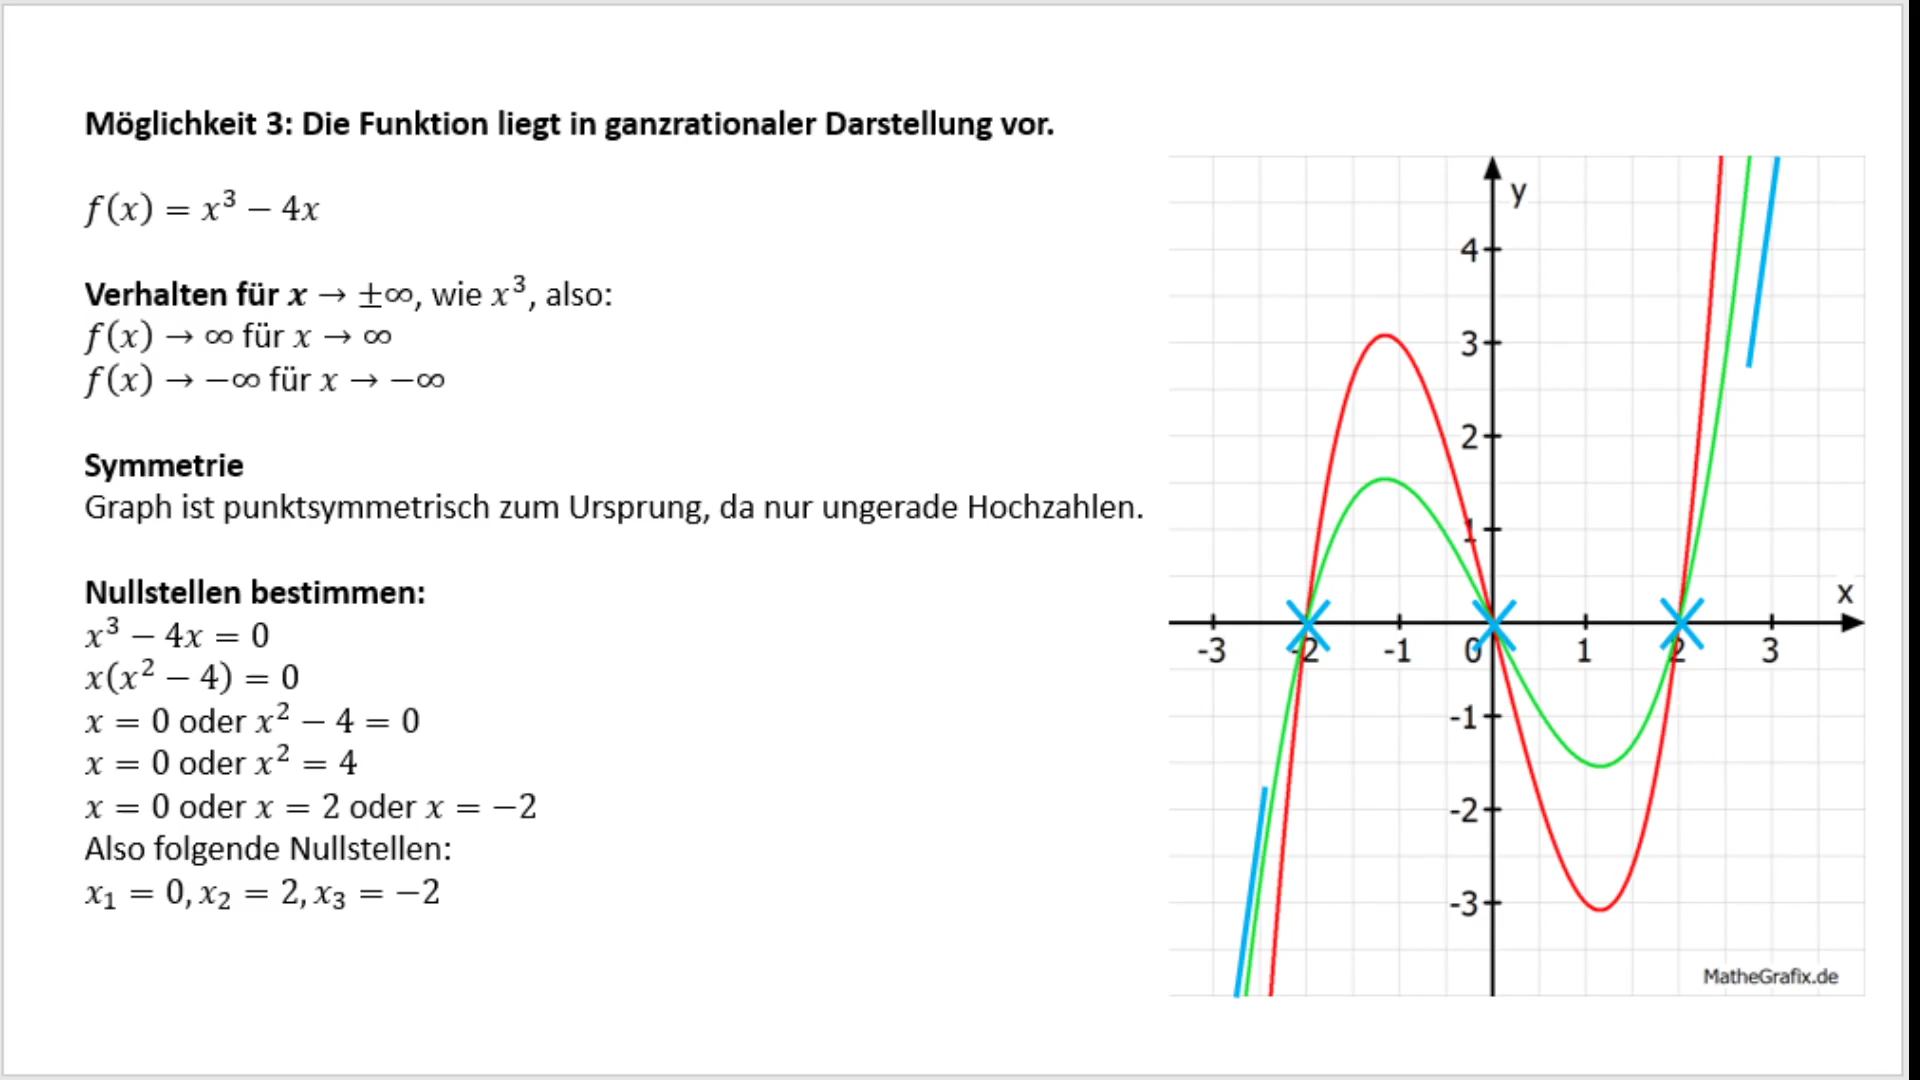 Möglichkeit 3: Die Funktion liegt in ganzrationaler Darstellung vor.
f(x) = x³ − 4x
Verhalten für x → ±∞, wie x³, also:
f(x) → ∞ für x → ∞
f(x) → −∞ für x → −∞
Symmetrie
Graph ist punktsymmetrisch zum Ursprung, da nur ungerade Hochzahlen.
Nullstellen bestimmen:
x³ − 4x = 0
x(x² − 4) = 0
x = 0 oder x² − 4 = 0
x = 0 oder x² = 4
x = 0 oder x = 2 oder x = −2
Also folgende Nullstellen:
x₁ = 0, x₂ = 2, x₃ = −2
y
4
3
2
1
x
-3 -2 -1 0 1 2 3
-1
-2
-3
MatheGrafix.de